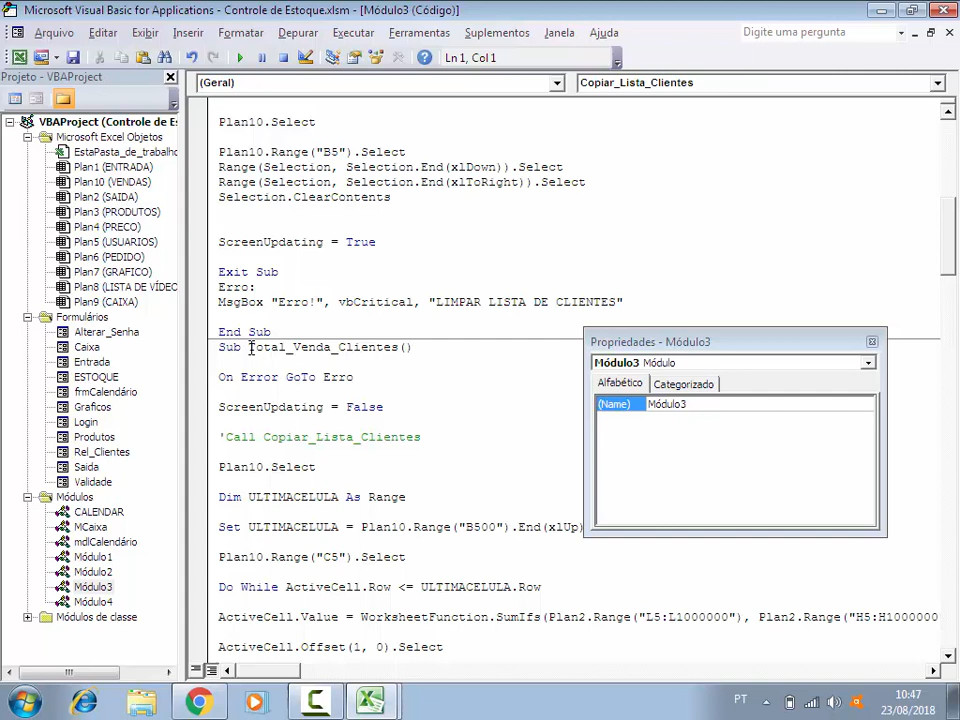 Microsoft Visual Basic for Applications - Controle de Estoque.xlsm - [Módulo3 (Código)]
Arquivo Editar Exibir Inserir Formatar Depurar Executar Ferramentas Suplementos Janela Ajuda
Digite uma pergunta
Ln 1, Col 1
Projeto - VBAProject
(Geral)
Copiar_Lista_Clientes
VBAProject (Controle de Es
Microsoft Excel Objetos
EstaPasta_de_trabalho
Plan1 (ENTRADA)
Plan10 (VENDAS)
Plan2 (SAIDA)
Plan3 (PRODUTOS)
Plan4 (PRECO)
Plan5 (USUARIOS)
Plan6 (PEDIDO)
Plan7 (GRAFICO)
Plan8 (LISTA DE VÍDEO
Plan9 (CAIXA)
Formulários
Alterar_Senha
Caixa
Entrada
ESTOQUE
frmCalendário
Graficos
Login
Produtos
Rel_Clientes
Saida
Validade
Módulos
CALENDAR
MCaixa
mdlCalendário
Módulo1
Módulo2
Módulo3
Módulo4
Módulos de classe
Plan10.Select
Plan10.Range("B5").Select
Range(Selection, Selection.End(xlDown)).Select
Range(Selection, Selection.End(xlToRight)).Select
Selection.ClearContents
ScreenUpdating = True
Exit Sub
Erro:
MsgBox "Erro!", vbCritical, "LIMPAR LISTA DE CLIENTES"
End Sub
Sub Total_Venda_Clientes()
On Error GoTo Erro
ScreenUpdating = False
'Call Copiar_Lista_Clientes
Plan10.Select
Dim ULTIMACELULA As Range
Set ULTIMACELULA = Plan10.Range("B500").End(xlUp)
Plan10.Range("C5").Select
Do While ActiveCell.Row <= ULTIMACELULA.Row
ActiveCell.Value = WorksheetFunction.SumIfs(Plan2.Range("L5:L1000000"), Plan2.Range("H5:H1000000
ActiveCell.Offset(1, 0).Select
Propriedades - Módulo3
Módulo3 Módulo
Alfabético Categorizado
(Name) Módulo3
PT
10:47
23/08/2018